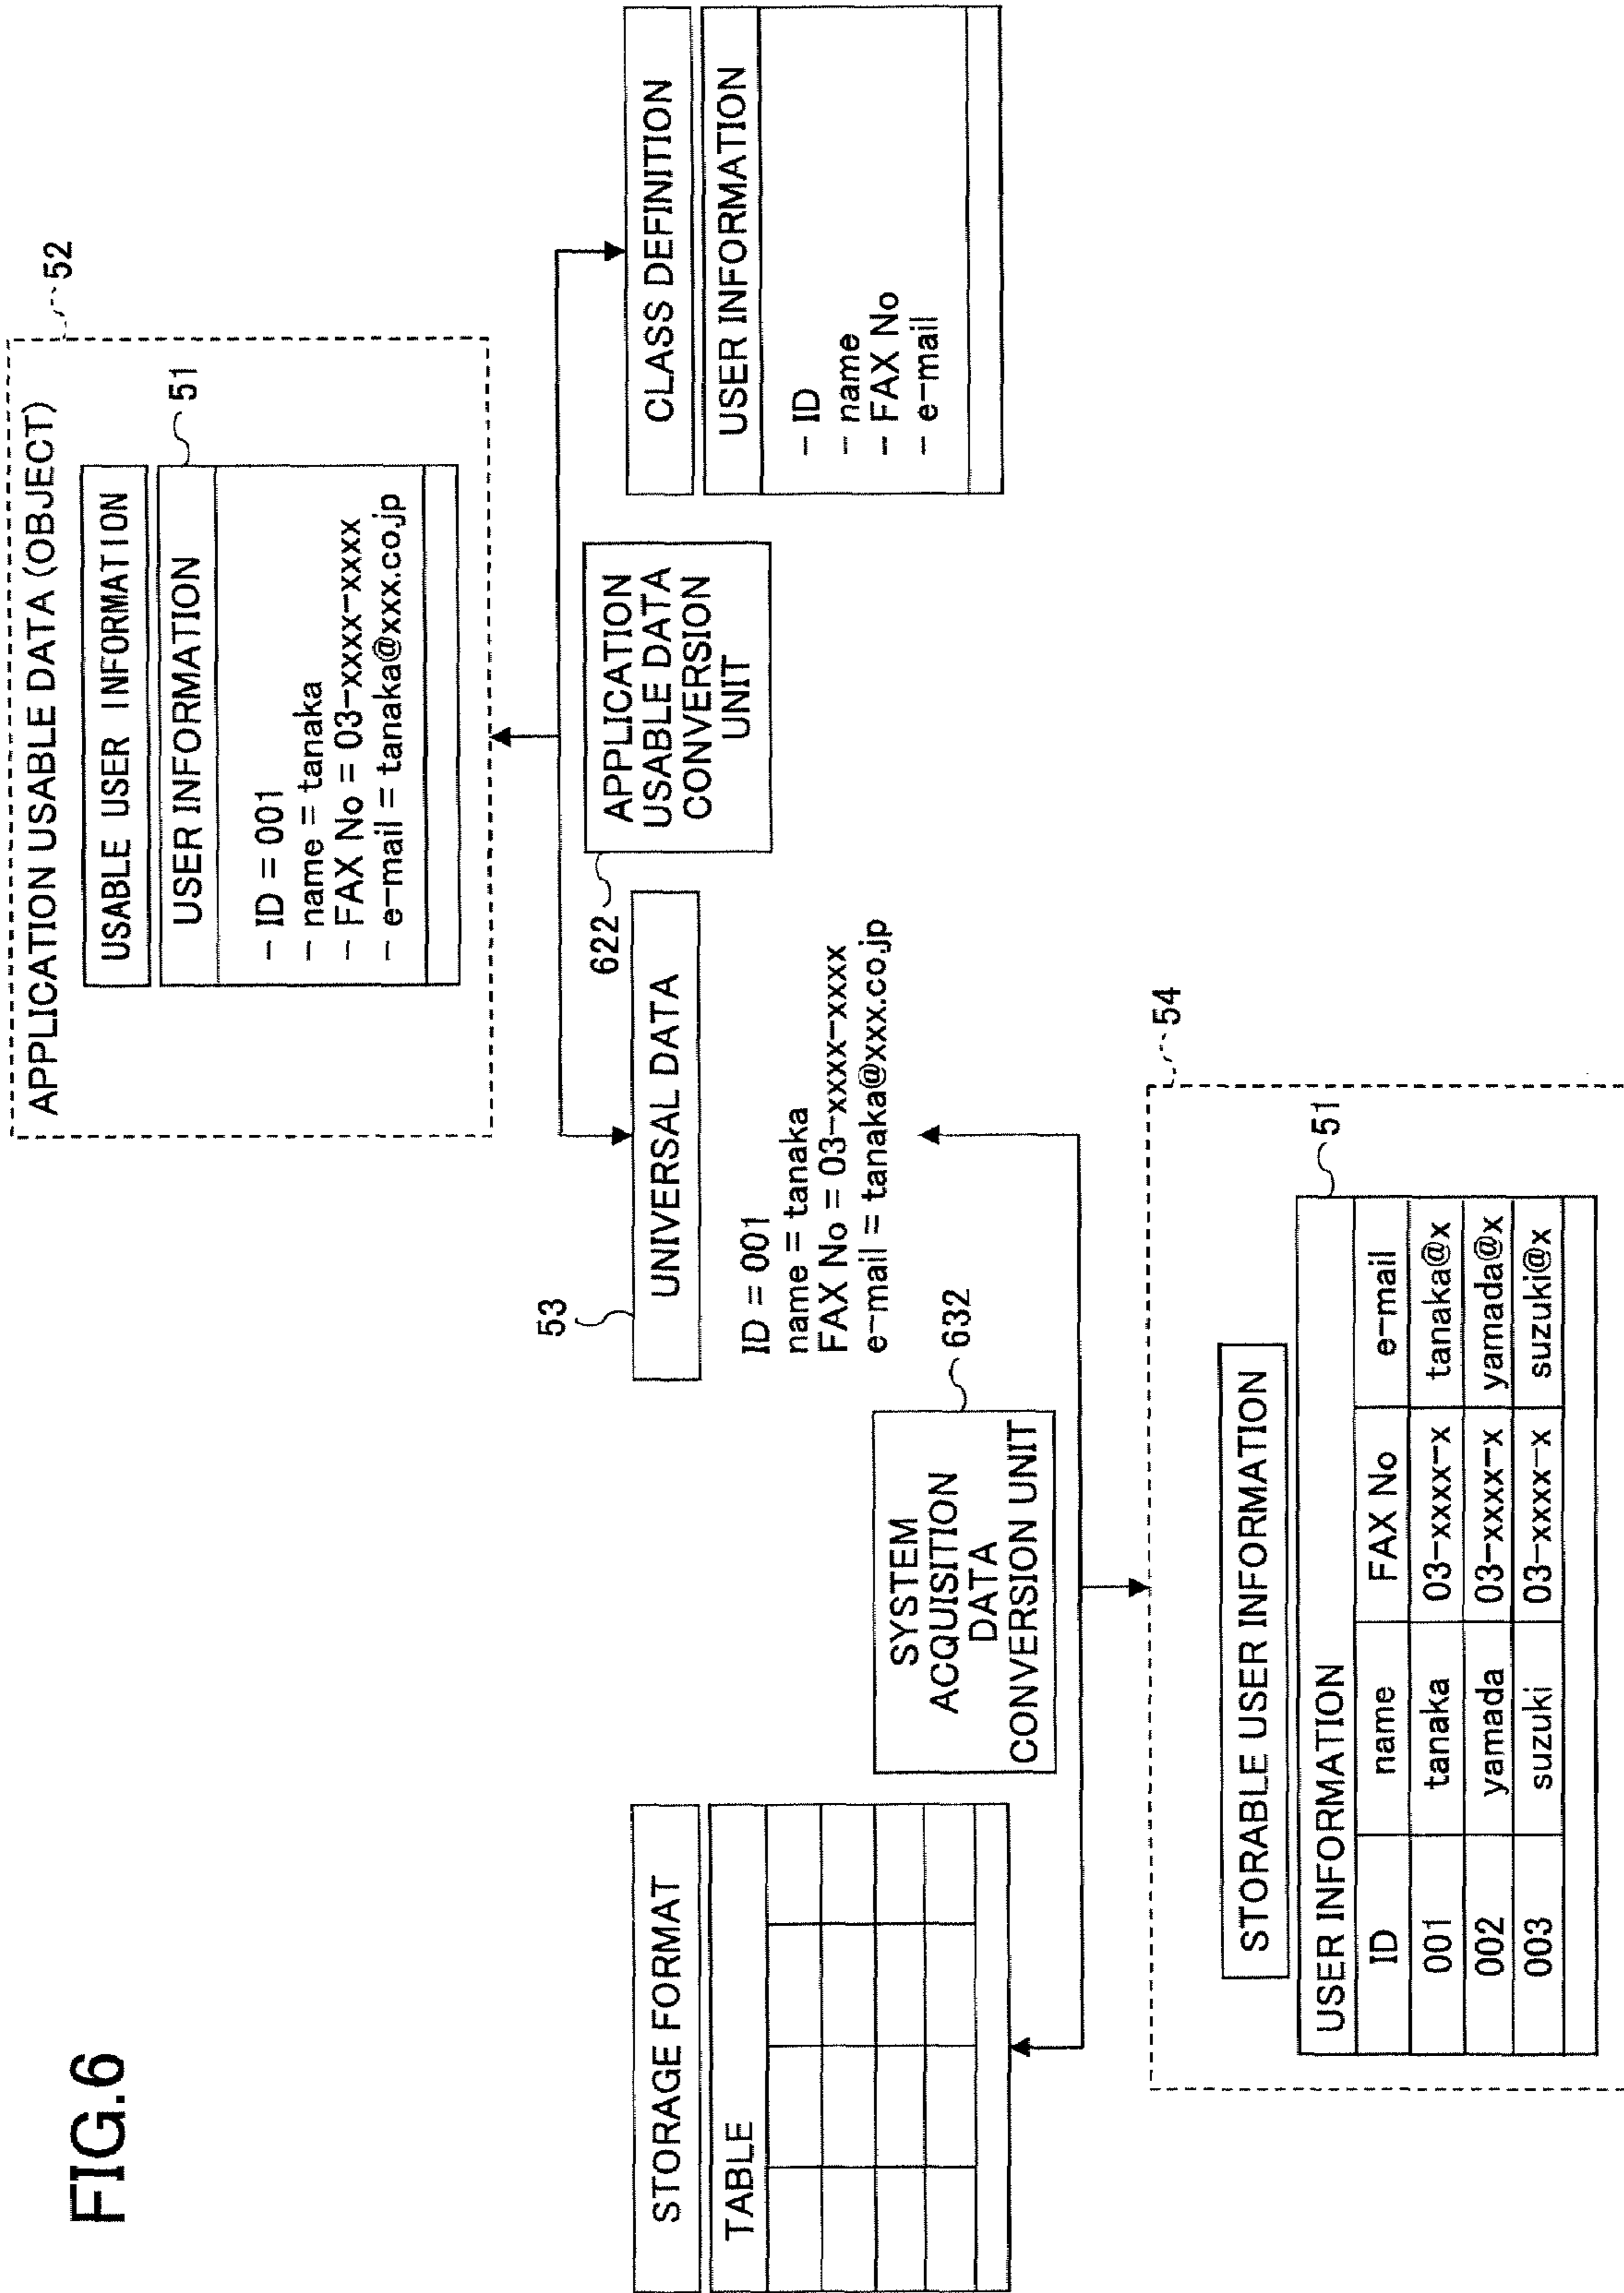 FIG.6
APPLICATION USABLE DATA (OBJECT)
52
USABLE USER INFORMATION
USER INFORMATION
51
- ID = 001
- name = tanaka
- FAX No = 03-xxxx-xxxx
- e-mail = tanaka@xxx.co.jp
STORAGE FORMAT
TABLE
53
UNIVERSAL DATA
ID = 001
name = tanaka
FAX No = 03-xxxx-xxxx
e-mail = tanaka@xxx.co.jp
622
APPLICATION
USABLE DATA
CONVERSION
UNIT
CLASS DEFINITION
USER INFORMATION
- ID
- name
- FAX No
- e-mail
SYSTEM
ACQUISITION
DATA
CONVERSION UNIT
632
54
STORABLE USER INFORMATION
USER INFORMATION
51
ID name FAX No e-mail
001 tanaka 03-xxxx-x tanaka@x
002 yamada 03-xxxx-x yamada@x
003 suzuki 03-xxxx-x suzuki@x